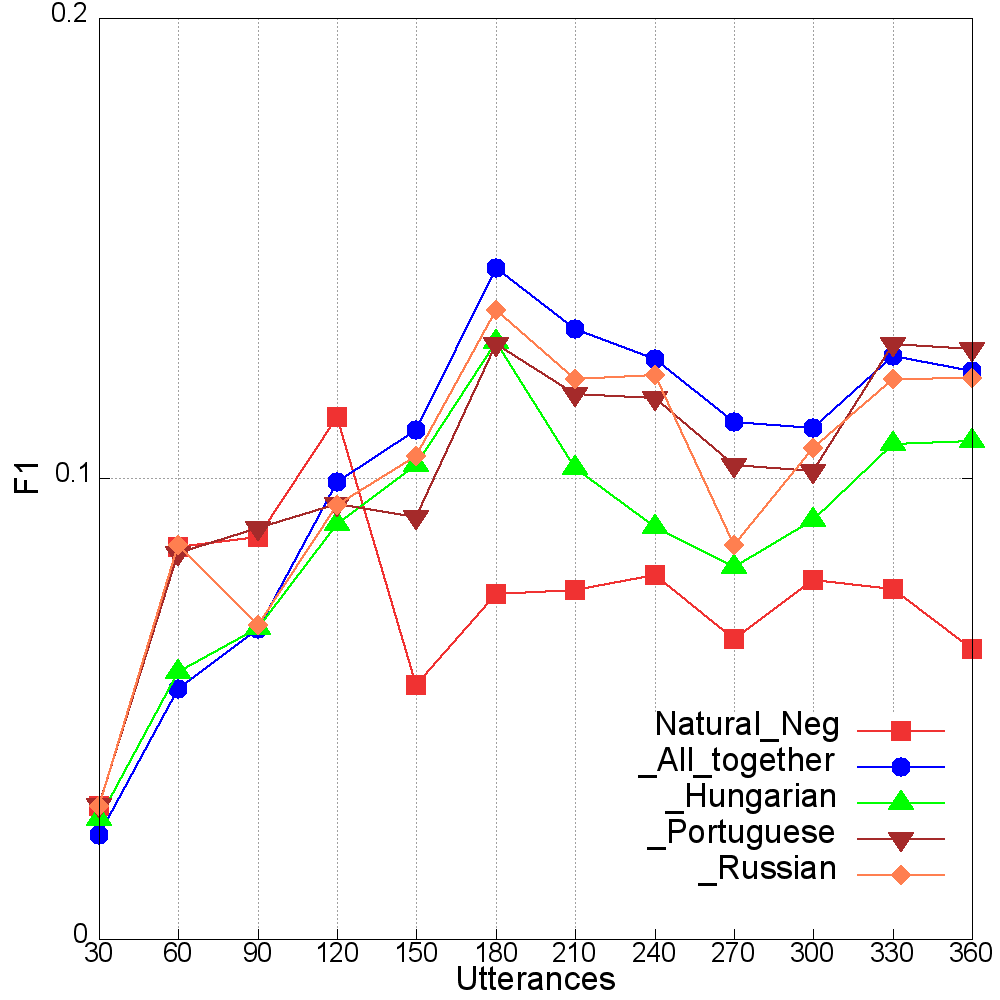 0.2
0.1
0
F1
30 60 90 120 150 180 210 240 270 300 330 360
Utterances
Natural_Neg
_All_together
_Hungarian
_Portuguese
_Russian